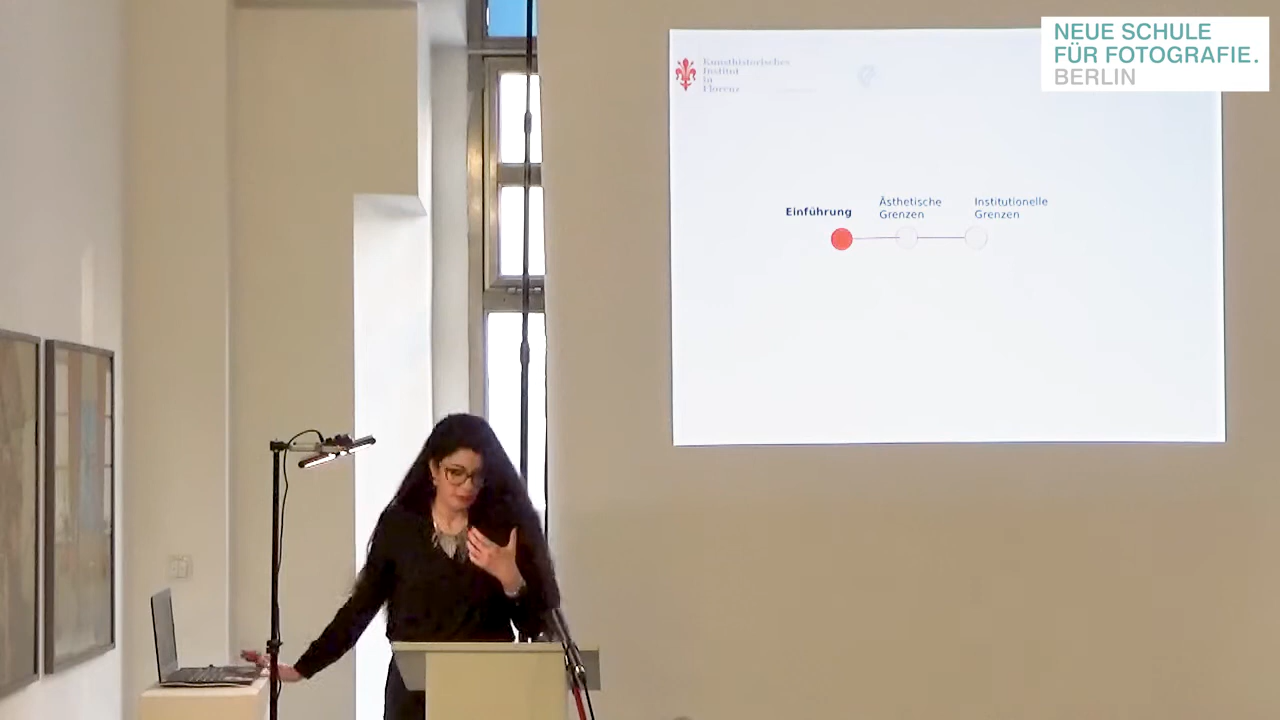 NEUE SCHULE
FÜR FOTOGRAFIE.
BERLIN
Kunsthistorisches
Institut
in
Florenz
Einführung
Ästhetische
Grenzen
Institutionelle
Grenzen